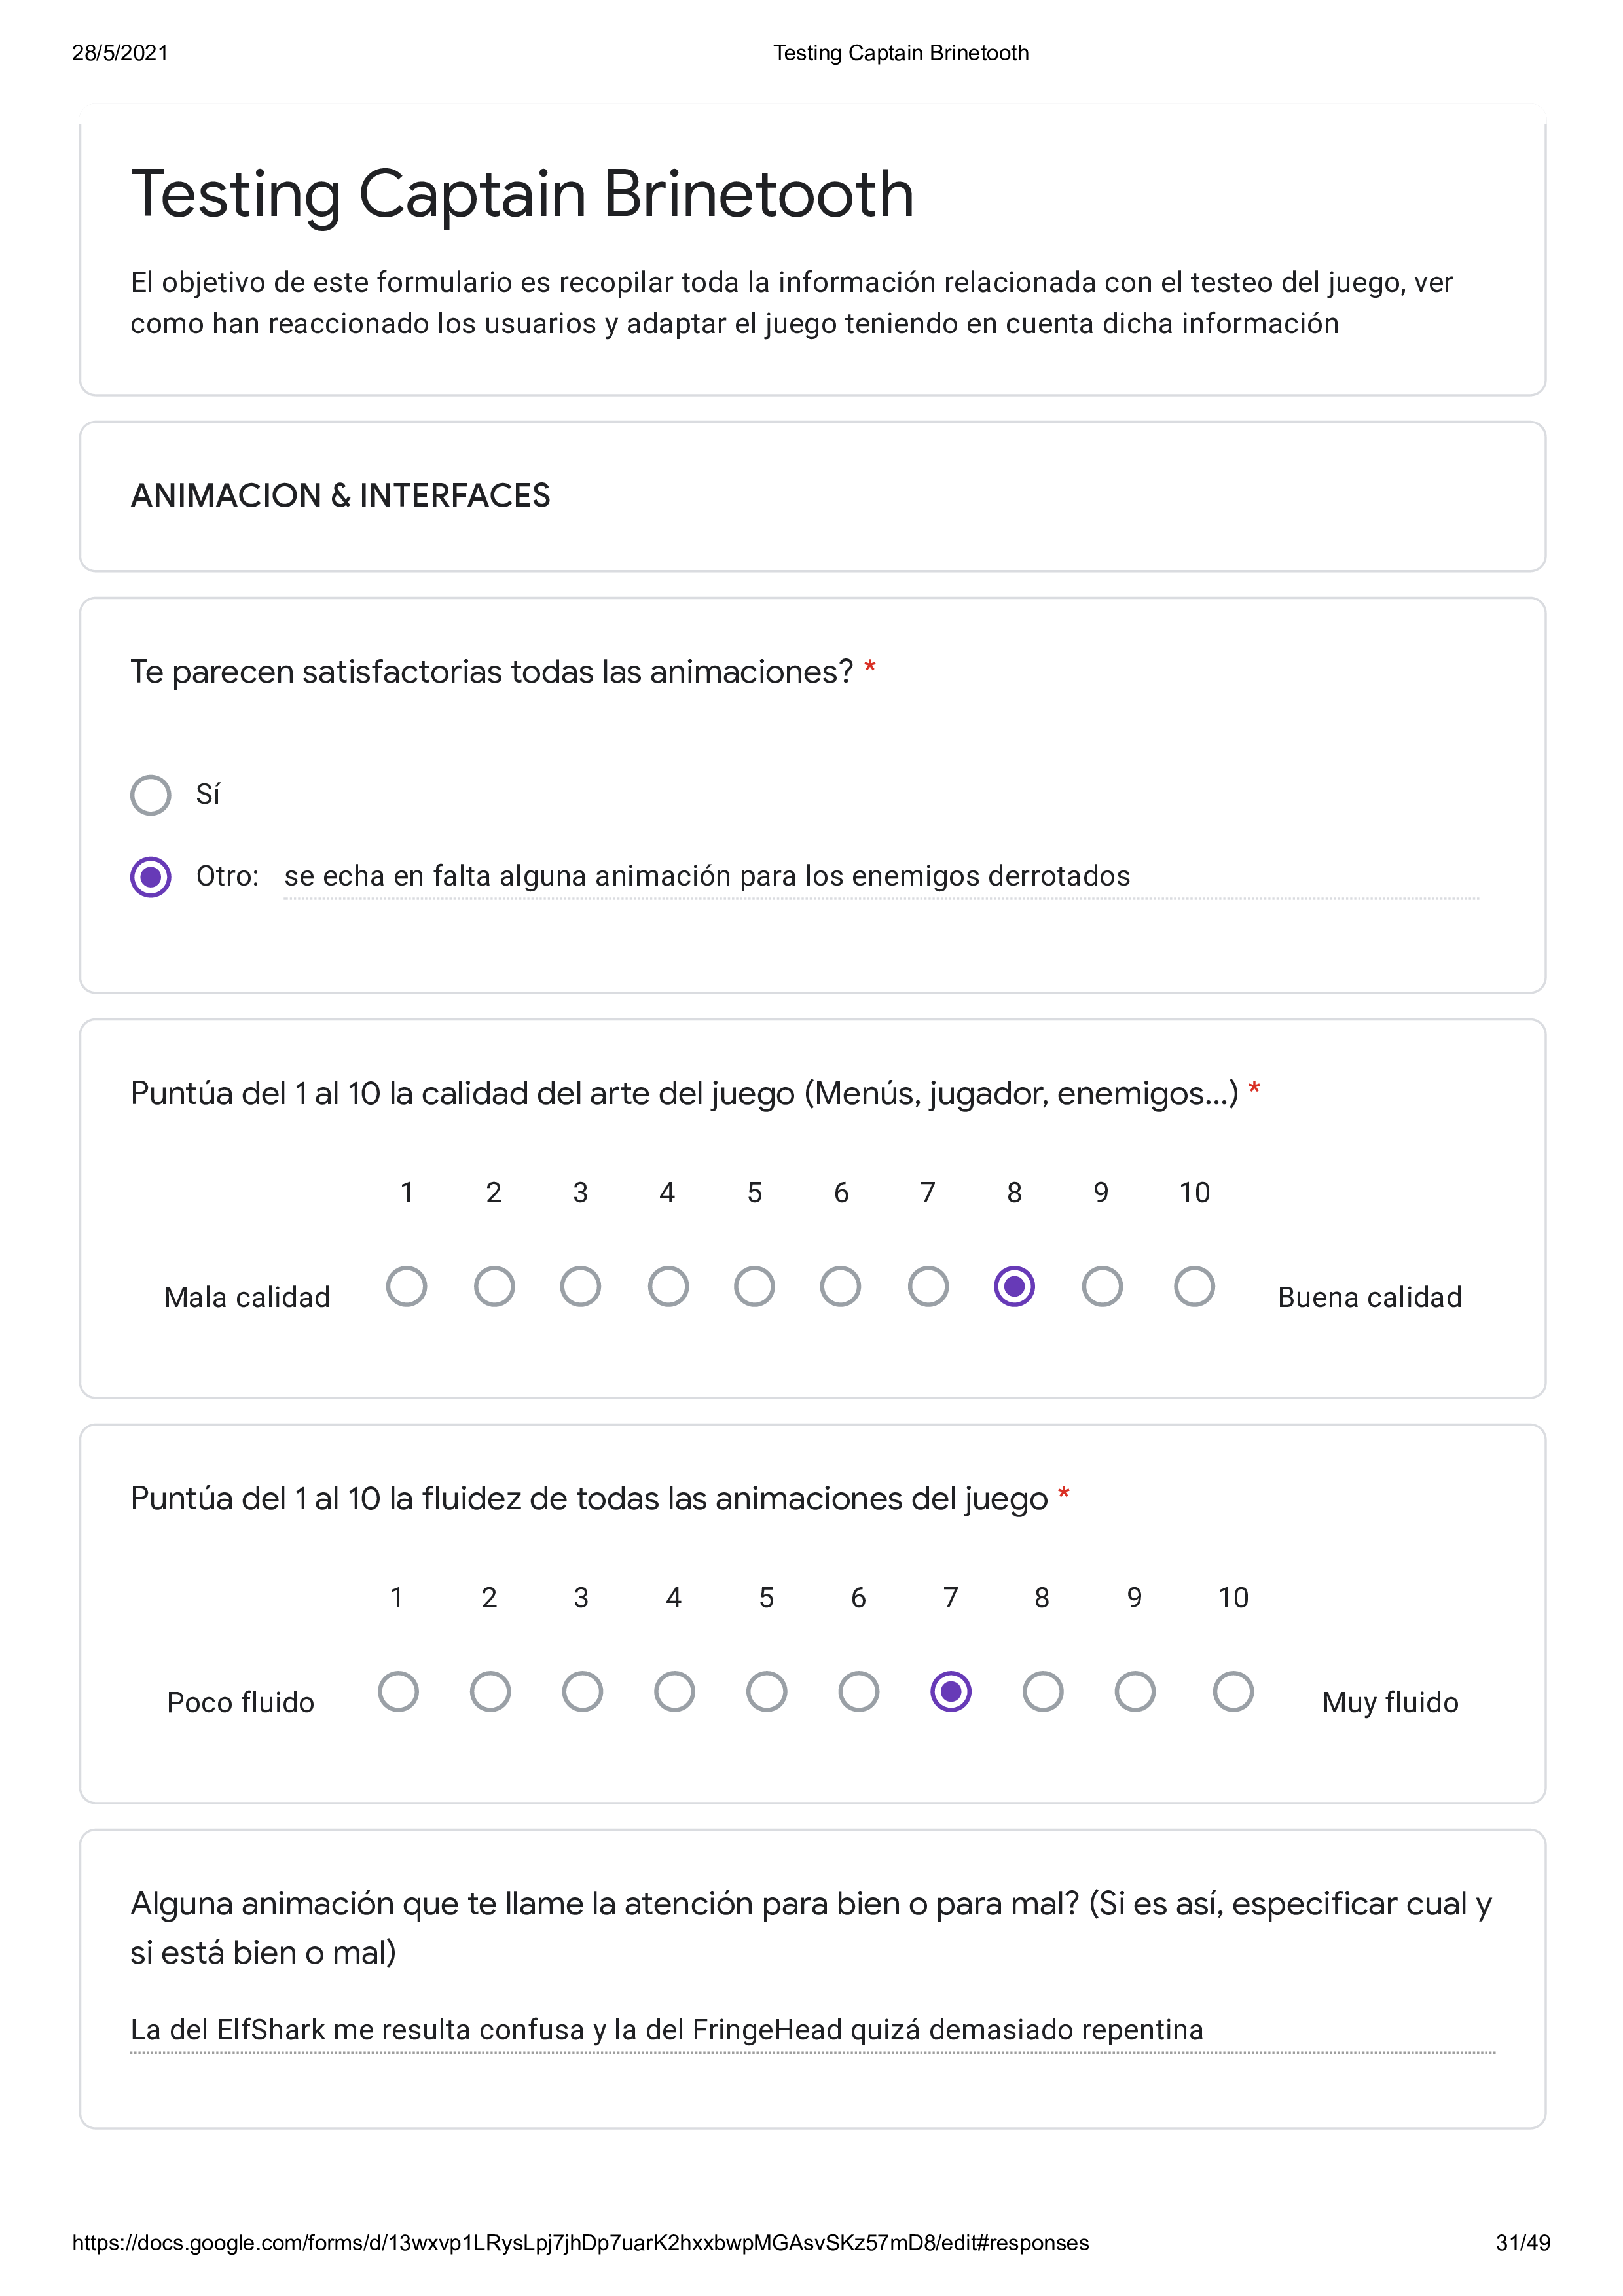 28/5/2021 Testing Captain Brinetooth
Testing Captain Brinetooth
El objetivo de este formulario es recopilar toda la información relacionada con el testeo del juego, ver
como han reaccionado los usuarios y adaptar el juego teniendo en cuenta dicha información
ANIMACION & INTERFACES
Te parecen satisfactorias todas las animaciones? *
Sí
Otro: se echa en falta alguna animación para los enemigos derrotados
Puntúa del 1 al 10 la calidad del arte del juego (Menús, jugador, enemigos...) *
1 2 3 4 5 6 7 8 9 10
Mala calidad Buena calidad
Puntúa del 1 al 10 la fluidez de todas las animaciones del juego *
1 2 3 4 5 6 7 8 9 10
Poco fluido Muy fluido
Alguna animación que te llame la atención para bien o para mal? (Si es así, especificar cual y
si está bien o mal)
La del ElfShark me resulta confusa y la del FringeHead quizá demasiado repentina
https://docs.google.com/forms/d/13wxvp1LRysLpj7jhDp7uarK2hxxbwpMGAsvSKz57mD8/edit#responses 31/49